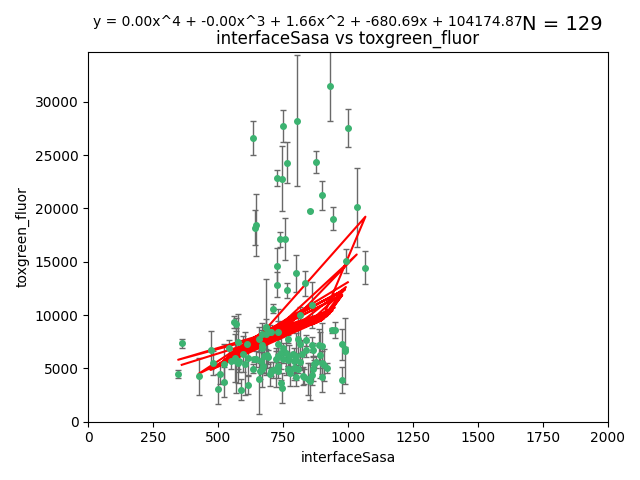 y = 0.00x^4 + -0.00x^3 + 1.66x^2 + -680.69x + 104174.87
N = 129
interfaceSasa vs toxgreen_fluor
toxgreen_fluor
30000
25000
20000
15000
10000
5000
0
0 250 500 750 1000 1250 1500 1750 2000
interfaceSasa